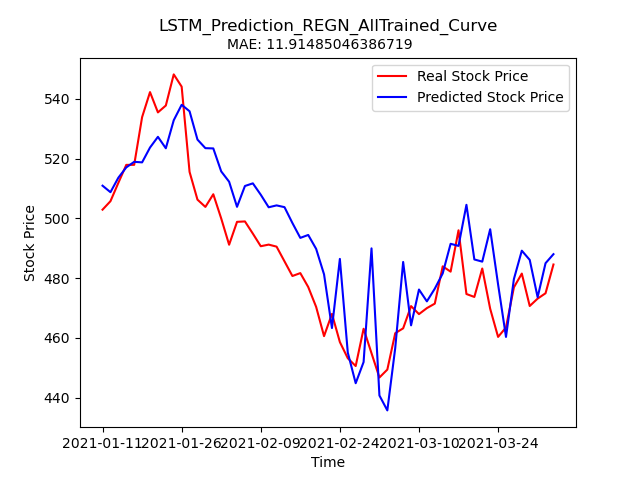 LSTM_Prediction_REGN_AllTrained_Curve
MAE: 11.91485046386719
Real Stock Price
Predicted Stock Price
540
520
500
480
460
440
Stock Price
2021-01-11 2021-01-26 2021-02-09 2021-02-24 2021-03-10 2021-03-24
Time